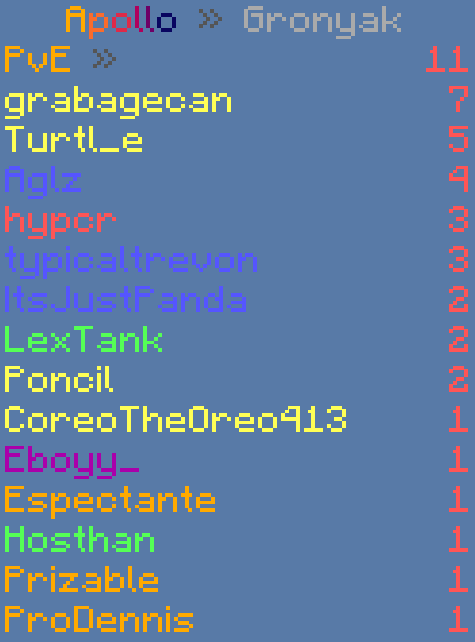 Apollo » Gronyak
PvE » 11
grabagecan 7
Turtl_e 5
Aglz 4
hypcr 3
typicaltrevon 3
ItsJustPanda 2
LexTank 2
Poncil 2
CoreoTheOreo413 1
Eboyy_ 1
Espectante 1
Hosthan 1
Prizable 1
ProDennis 1